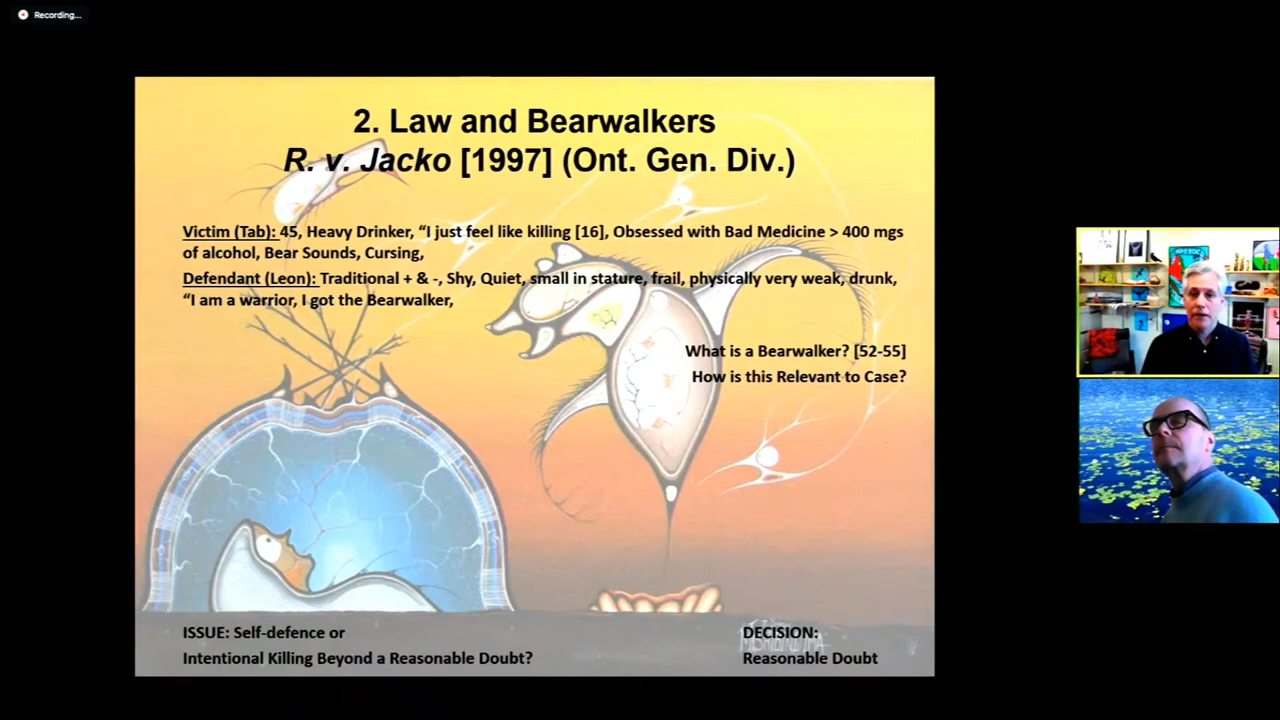 Recording...
2. Law and Bearwalkers
R. v. Jacko [1997] (Ont. Gen. Div.)
Victim (Tab): 45, Heavy Drinker, “I just feel like killing [16], Obsessed with Bad Medicine > 400 mgs
of alcohol, Bear Sounds, Cursing,
Defendant (Leon): Traditional + & -, Shy, Quiet, small in stature, frail, physically very weak, drunk,
“I am a warrior, I got the Bearwalker,
What is a Bearwalker? [52-55]
How is this Relevant to Case?
ISSUE: Self-defence or
Intentional Killing Beyond a Reasonable Doubt?
DECISION:
Reasonable Doubt